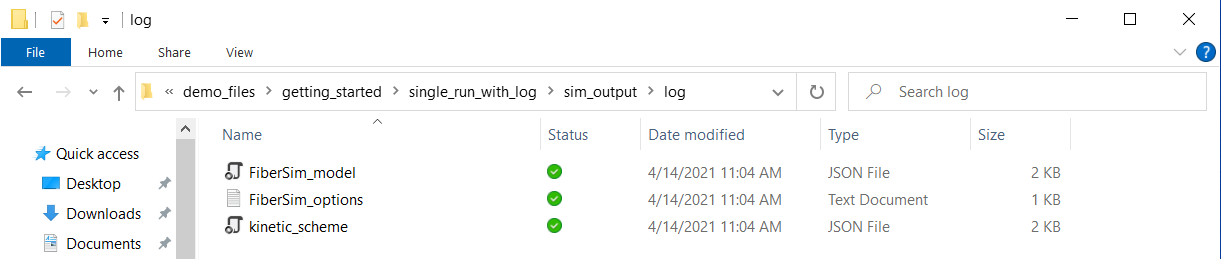 log
File Home Share View
« demo_files > getting_started > single_run_with_log > sim_output > log Search log
Name Status Date modified Type Size
Quick access
Desktop FiberSim_model 4/14/2021 11:04 AM JSON File 2 KB
Downloads FiberSim_options 4/14/2021 11:04 AM Text Document 1 KB
Documents kinetic_scheme 4/14/2021 11:04 AM JSON File 2 KB